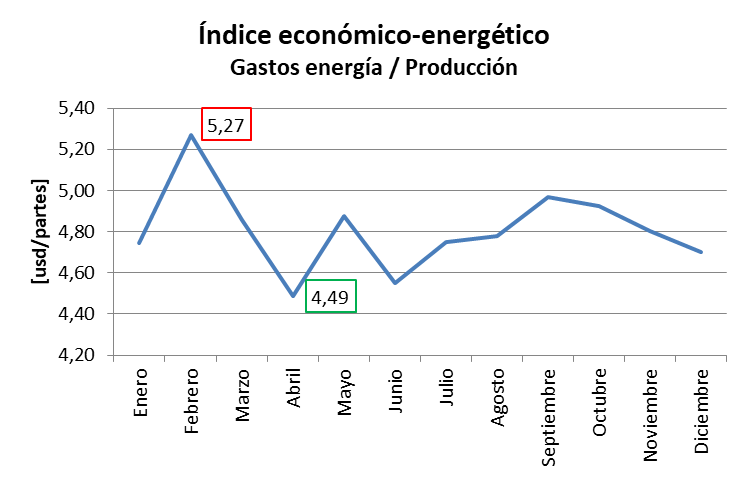 Índice económico-energético
Gastos energía / Producción
[usd/partes]
5,40
5,20
5,00
4,80
4,60
4,40
4,20
5,27
4,49
Enero
Febrero
Marzo
Abril
Mayo
Junio
Julio
Agosto
Septiembre
Octubre
Noviembre
Diciembre